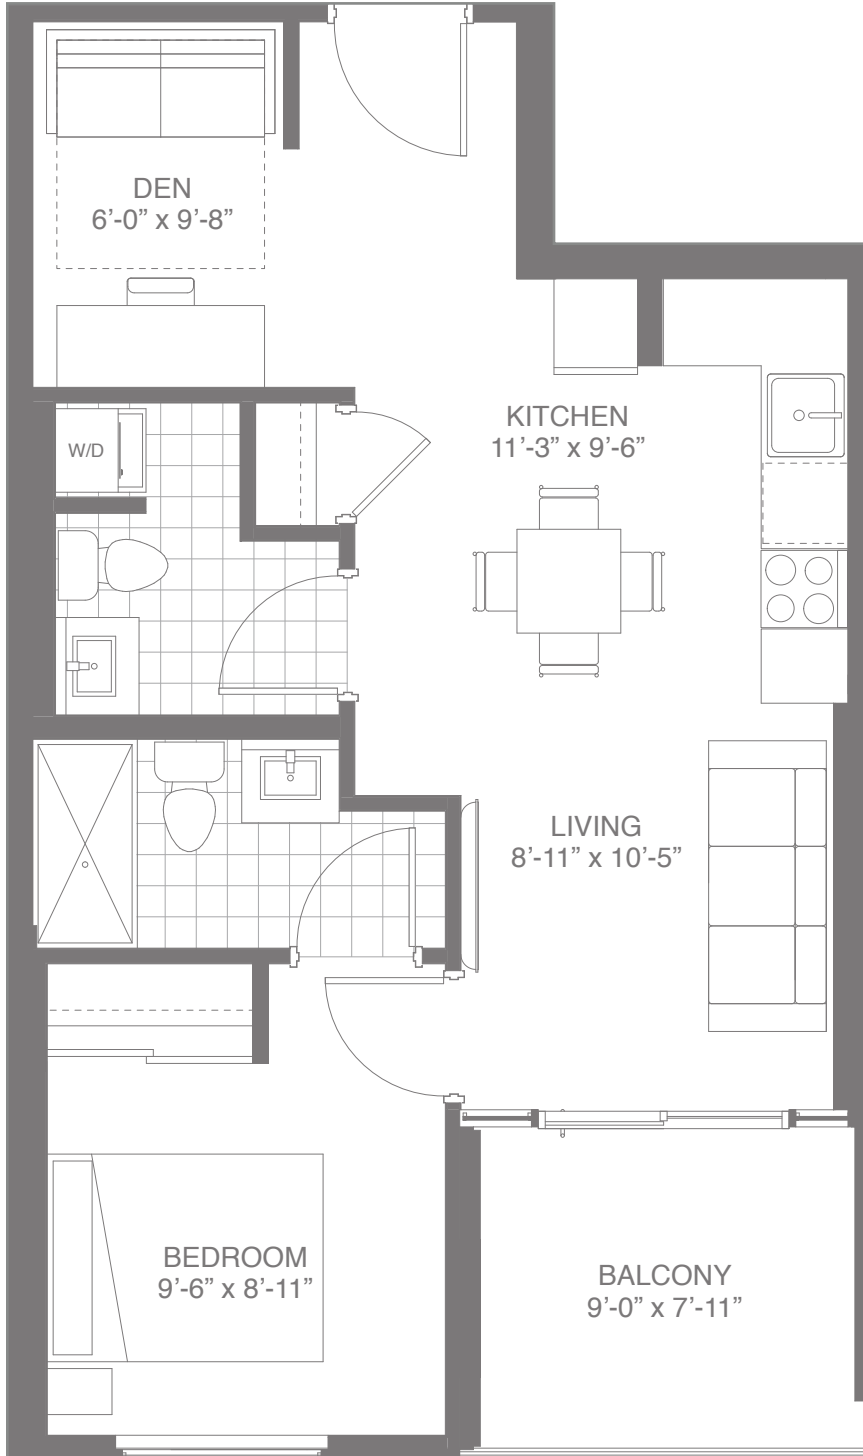 DEN
6’-0” x 9’-8”
KITCHEN
11’-3” x 9’-6”
W/D
LIVING
8’-11” x 10’-5”
BEDROOM
9’-6” x 8’-11”
BALCONY
9’-0” x 7’-11”